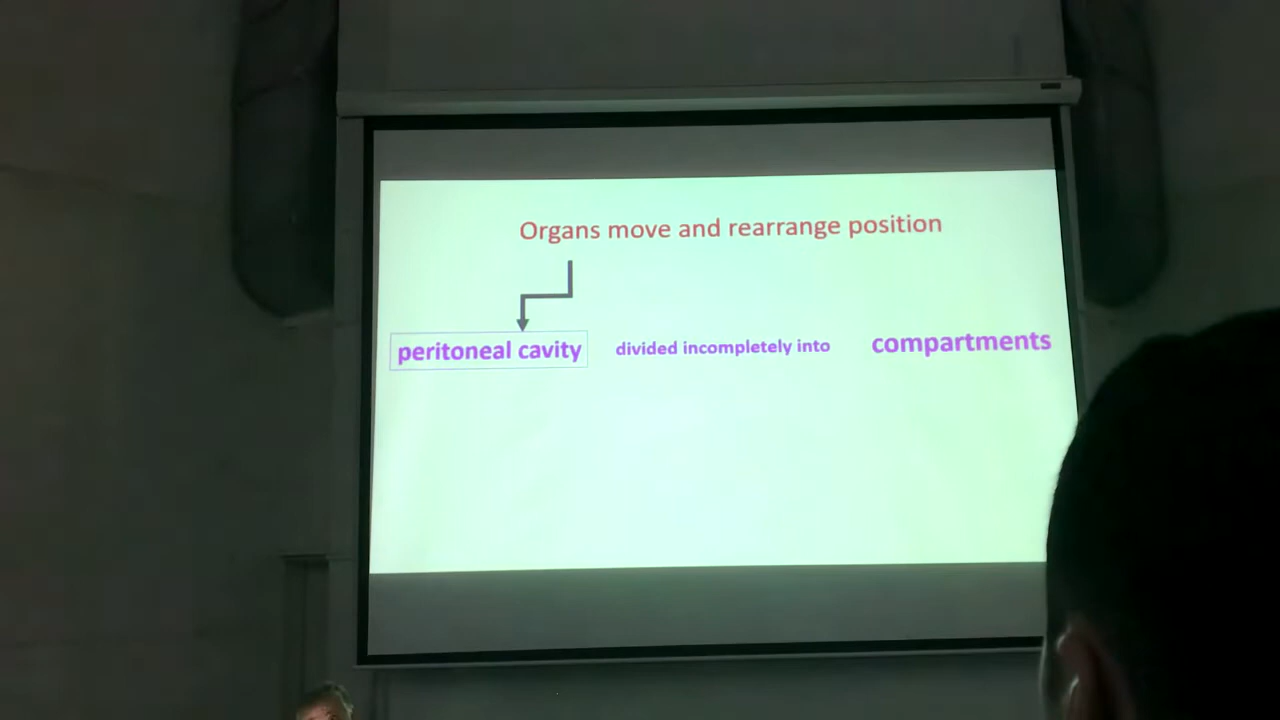 Organs move and rearrange position
peritoneal cavity divided incompletely into compartments